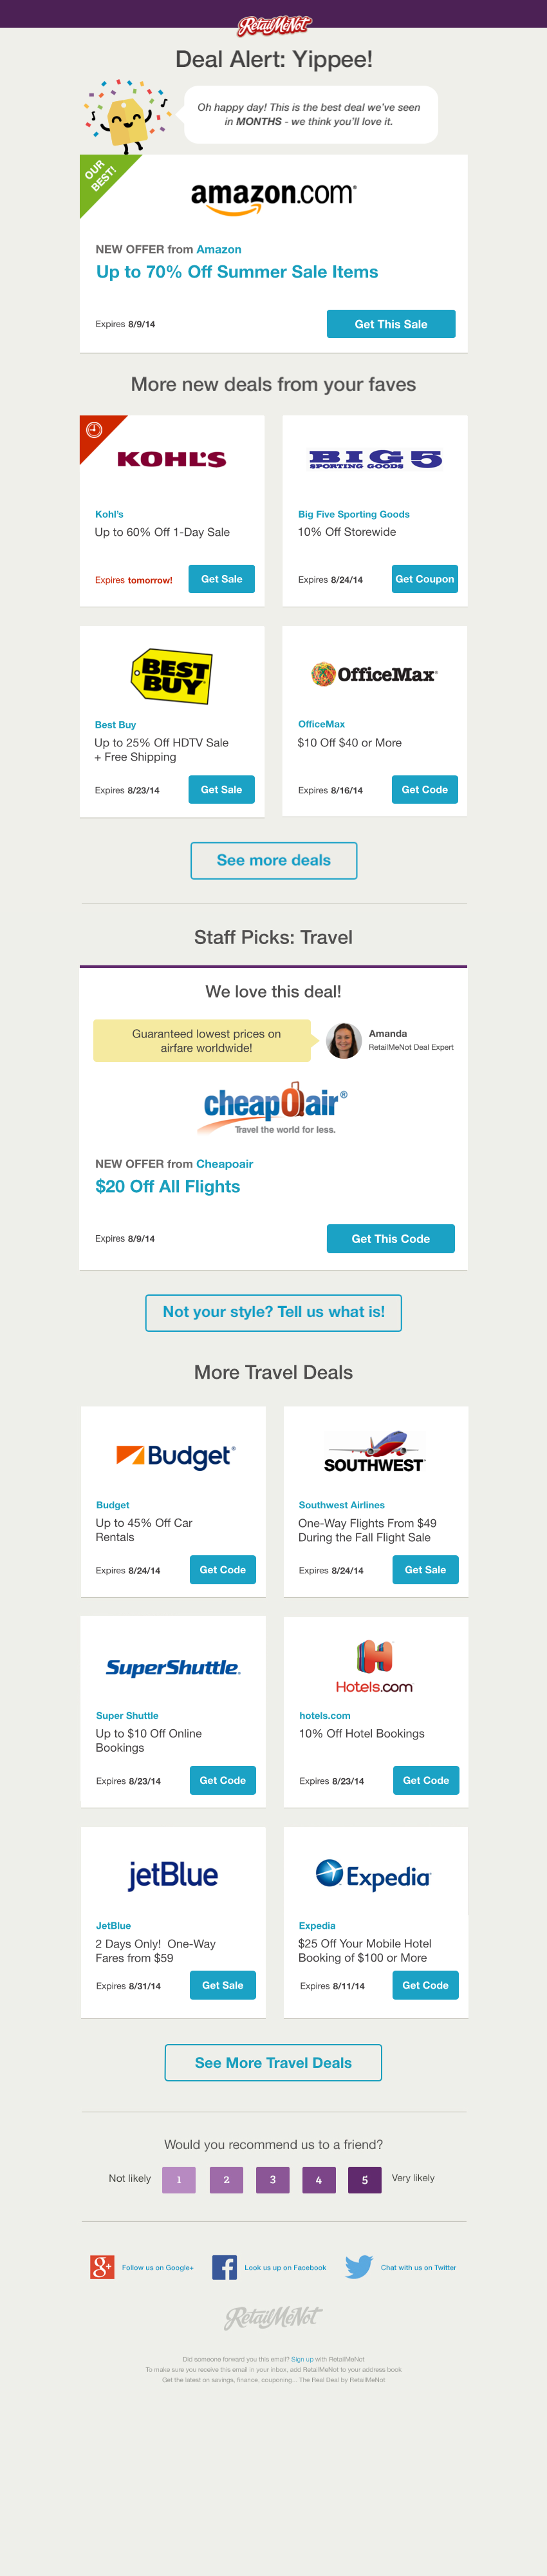 RetailMeNot
Deal Alert: Yippee!
Oh happy day! This is the best deal we've seen
in MONTHS - we think you'll love it.
OUR
BEST!
amazon.com®
NEW OFFER from Amazon
Up to 70% Off Summer Sale Items
Expires 8/9/14
Get This Sale
More new deals from your faves
KOHL'S
Kohl's
Up to 60% Off 1-Day Sale
Expires tomorrow!
Get Sale
BIG 5
SPORTING GOODS
Big Five Sporting Goods
10% Off Storewide
Expires 8/24/14
Get Coupon
BEST
BUY
Best Buy
Up to 25% Off HDTV Sale
+ Free Shipping
Expires 8/23/14
Get Sale
OfficeMax®
OfficeMax
$10 Off $40 or More
Expires 8/16/14
Get Code
See more deals
Staff Picks: Travel
We love this deal!
Guaranteed lowest prices on
airfare worldwide!
Amanda
RetailMeNot Deal Expert
cheapOair®
Travel the world for less.
NEW OFFER from Cheapoair
$20 Off All Flights
Expires 8/9/14
Get This Code
Not your style? Tell us what is!
More Travel Deals
Budget®
Budget
Up to 45% Off Car
Rentals
Expires 8/24/14
Get Code
SOUTHWEST
Southwest Airlines
One-Way Flights From $49
During the Fall Flight Sale
Expires 8/24/14
Get Sale
SuperShuttle.
Super Shuttle
Up to $10 Off Online
Bookings
Expires 8/23/14
Get Code
Hotels.com
hotels.com
10% Off Hotel Bookings
Expires 8/23/14
Get Code
jetBlue
JetBlue
2 Days Only!  One-Way
Fares from $59
Expires 8/31/14
Get Sale
Expedia
Expedia
$25 Off Your Mobile Hotel
Booking of $100 or More
Expires 8/11/14
Get Code
See More Travel Deals
Would you recommend us to a friend?
Not likely 1 2 3 4 5 Very likely
g+ Follow us on Google+
f Look us up on Facebook
Chat with us on Twitter
RetailMeNot
Did someone forward you this email? Sign up with RetailMeNot
To make sure you receive this email in your inbox, add RetailMeNot to your address book
Get the latest on savings, finance, couponing... The Real Deal by RetailMeNot